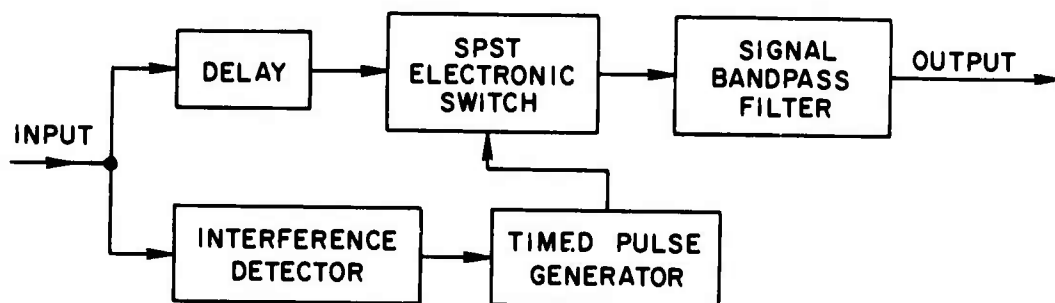 INPUT
DELAY
SPST
ELECTRONIC
SWITCH
SIGNAL
BANDPASS
FILTER
OUTPUT
INTERFERENCE
DETECTOR
TIMED PULSE
GENERATOR